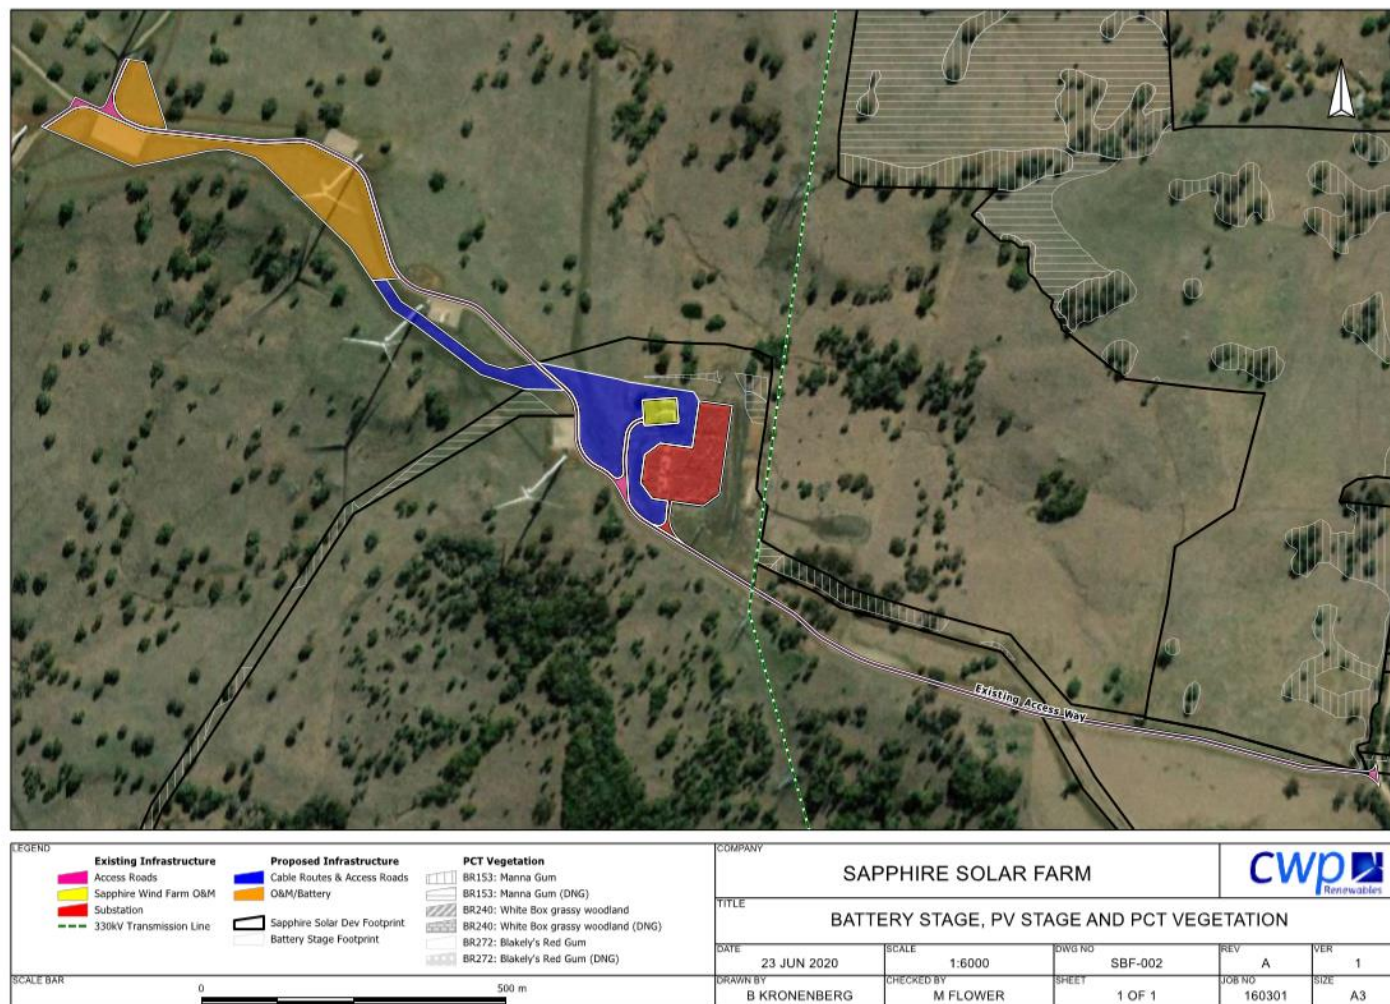 Existing Access Way
LEGEND
Existing Infrastructure
Access Roads
Sapphire Wind Farm O&M
Substation
330kV Transmission Line
Proposed Infrastructure
Cable Routes & Access Roads
O&M/Battery
Sapphire Solar Dev Footprint
Battery Stage Footprint
PCT Vegetation
BR153: Manna Gum
BR153: Manna Gum (DNG)
BR240: White Box grassy woodland
BR240: White Box grassy woodland (DNG)
BR272: Blakely's Red Gum
BR272: Blakely's Red Gum (DNG)
SCALE BAR
0 500 m
COMPANY
SAPPHIRE SOLAR FARM
cwp
Renewables
TITLE
BATTERY STAGE, PV STAGE AND PCT VEGETATION
DATE SCALE DWG NO REV VER
23 JUN 2020 1:6000 SBF-002 A 1
DRAWN BY CHECKED BY SHEET JOB NO SIZE
B KRONENBERG M FLOWER 1 OF 1 160301 A3